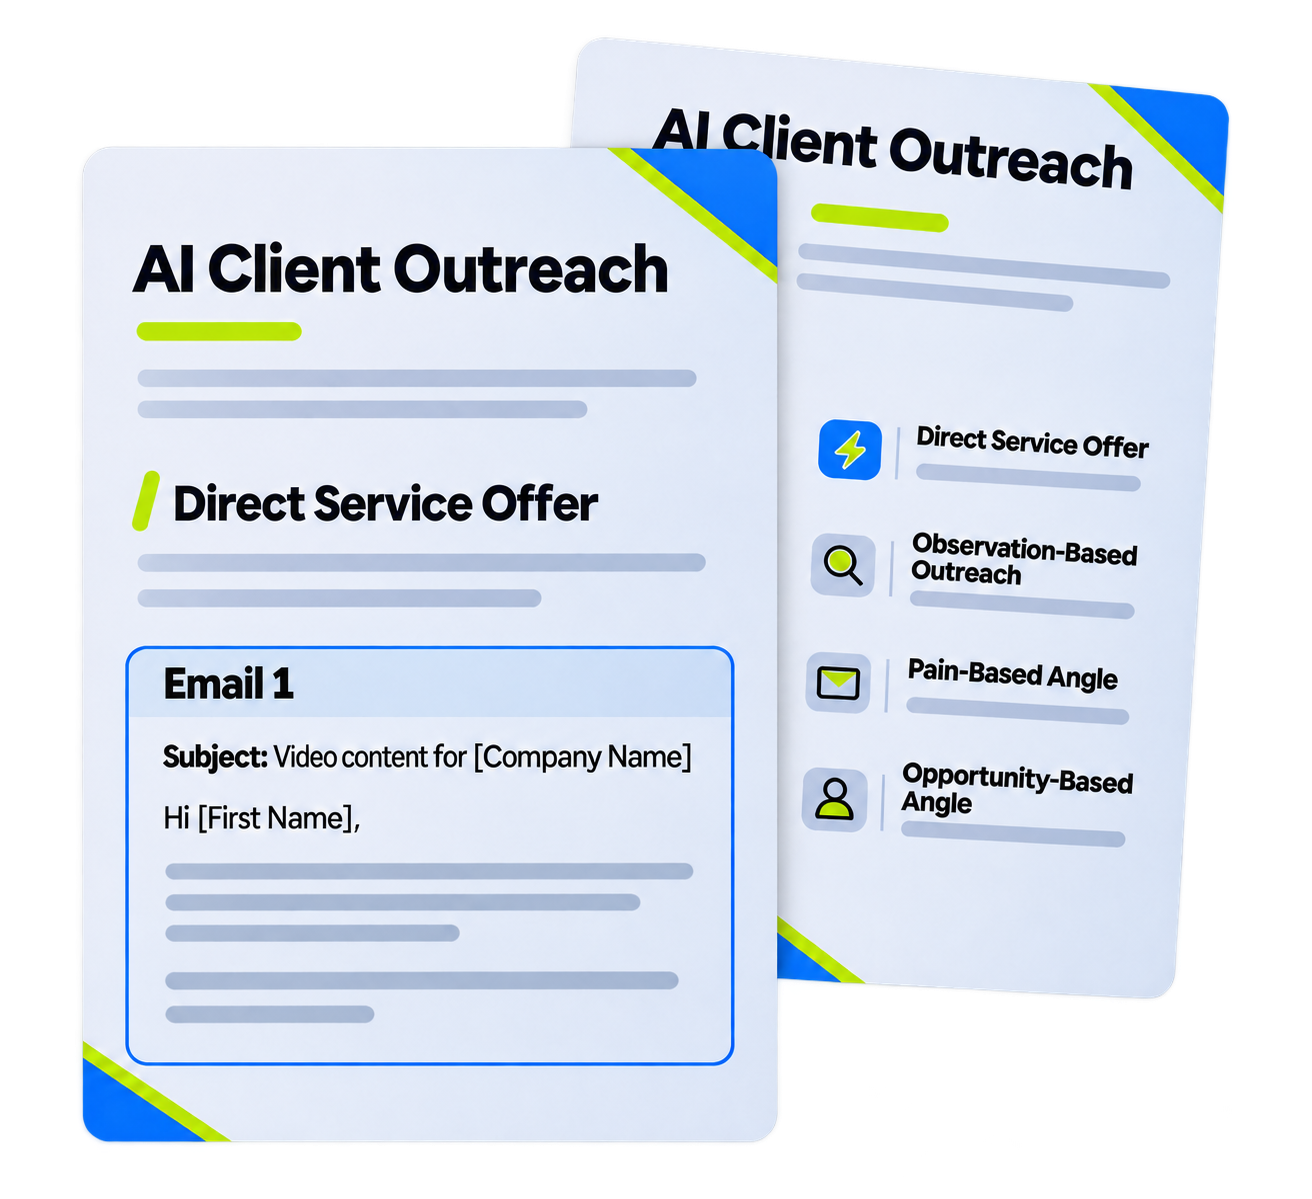 AI Client Outreach
Direct Service Offer
Email 1
Subject: Video content for [Company Name]
Hi [First Name],
AI Client Outreach
Direct Service Offer
Observation-Based
Outreach
Pain-Based Angle
Opportunity-Based
Angle